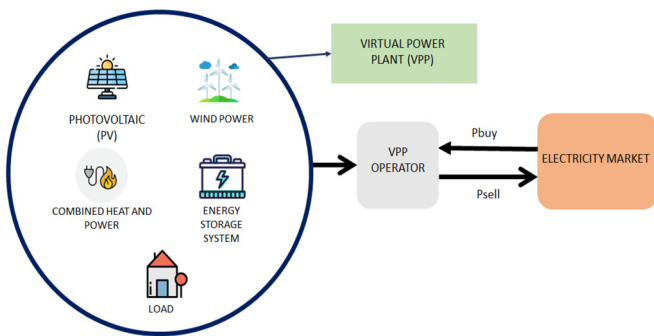 VIRTUAL POWER
PLANT (VPP)
PHOTOVOLTAIC
(PV)
WIND POWER
COMBINED HEAT AND
POWER
ENERGY
STORAGE
SYSTEM
LOAD
VPP
OPERATOR
Pbuy
Psell
ELECTRICITY MARKET